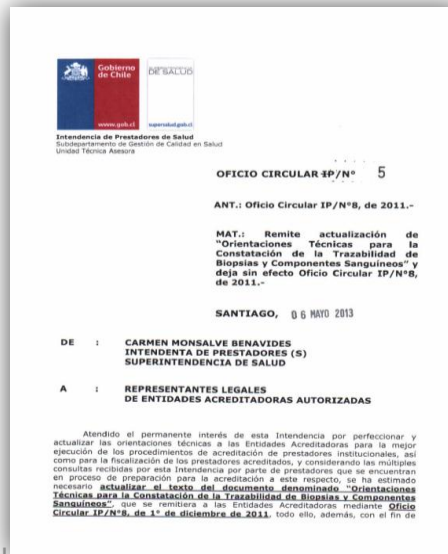 Gobierno
de Chile
DE SALUD
www.gob.cl
supersalud.gob.cl
Intendencia de Prestadores de Salud
Subdepartamento de Gestión de Calidad en Salud
Unidad Técnica Asesora
OFICIO CIRCULAR IP/Nº 5
ANT.: Oficio Circular IP/Nº8, de 2011.-
MAT.: Remite actualización de
"Orientaciones Técnicas para la
Constatación de la Trazabilidad de
Biopsias y Componentes Sanguíneos" y
deja sin efecto Oficio Circular IP/Nº8,
de 2011.-
SANTIAGO, 06 MAYO 2013
DE : CARMEN MONSALVE BENAVIDES
INTENDENTA DE PRESTADORES (S)
SUPERINTENDENCIA DE SALUD
A : REPRESENTANTES LEGALES
DE ENTIDADES ACREDITADORAS AUTORIZADAS
Atendido el permanente interés de esta Intendencia por perfeccionar y
actualizar las orientaciones técnicas a las Entidades Acreditadoras para la mejor
ejecución de los procedimientos de acreditación de prestadores institucionales, así
como para la fiscalización de los prestadores acreditados, y considerando las múltiples
consultas recibidas por esta Intendencia por parte de prestadores que se encuentran
en proceso de preparación para la acreditación a este respecto, se ha estimado
necesario actualizar el texto del documento denominado "Orientaciones
Técnicas para la Constatación de la Trazabilidad de Biopsias y Componentes
Sanguíneos", que se remitiera a las Entidades Acreditadoras mediante Oficio
Circular IP/Nº8, de 1° de diciembre de 2011, todo ello, además, con el fin de